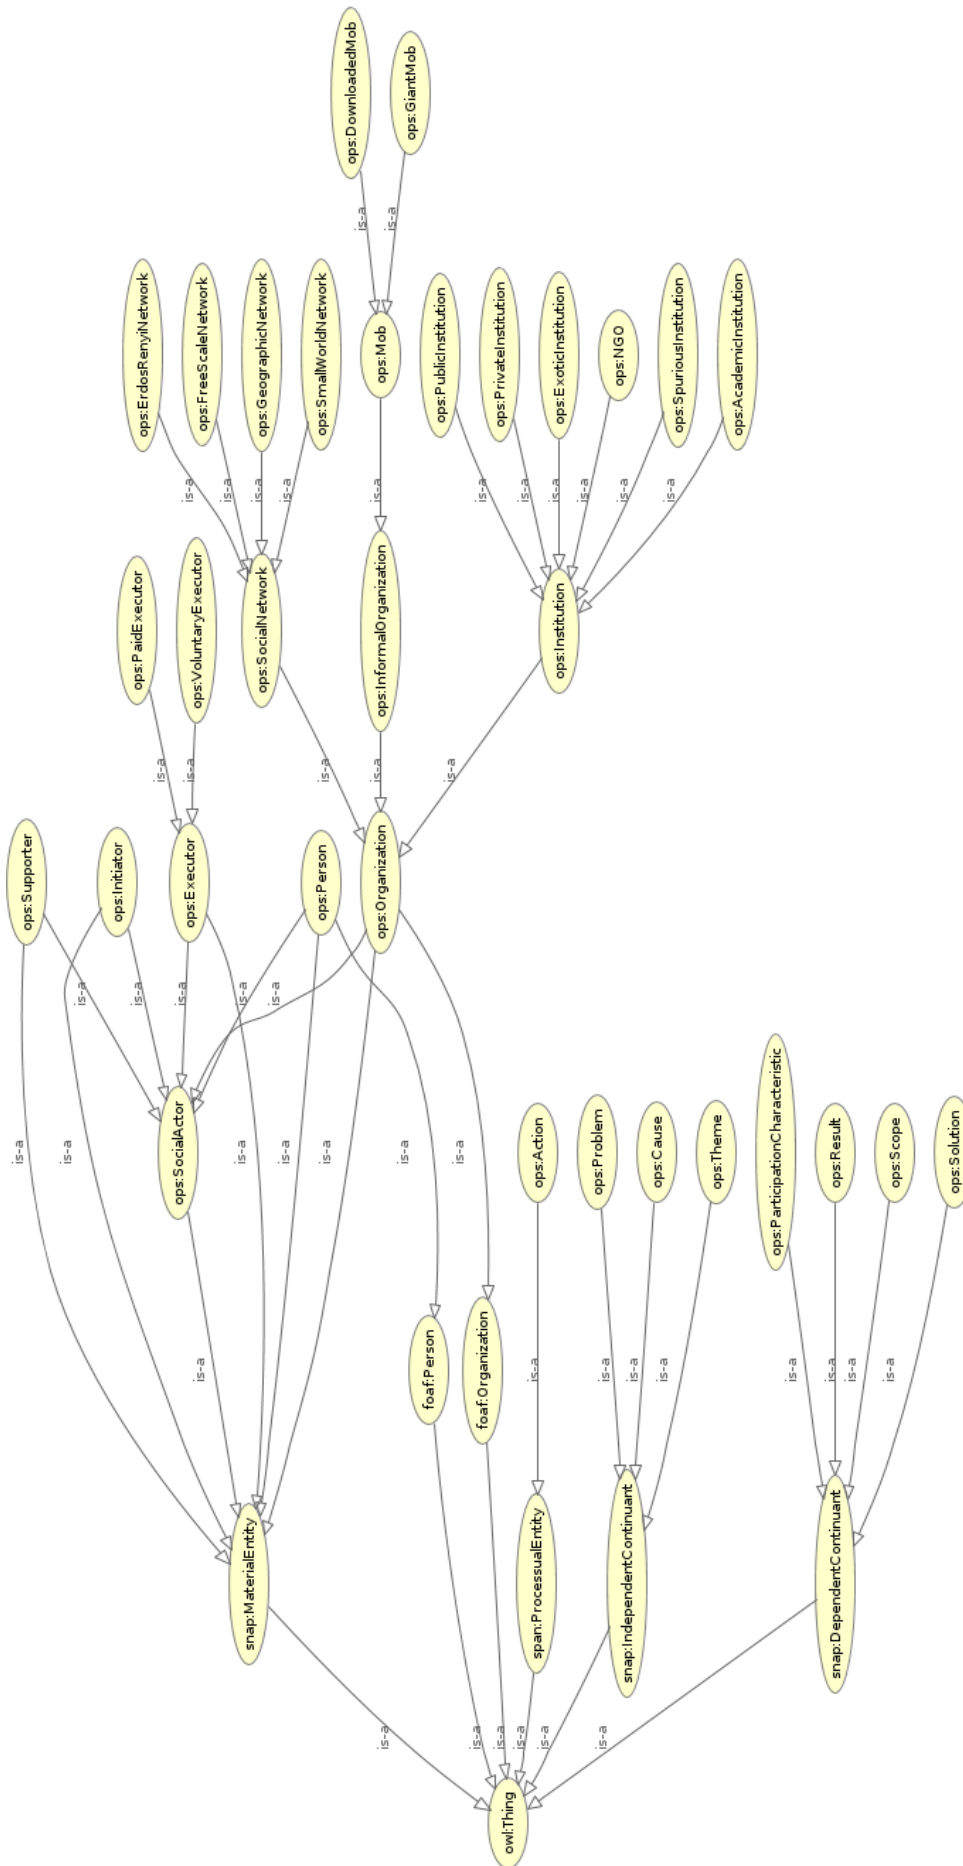 ops:DownloadedMob
ops:GiantMob
is-a
is-a
ops:ErdosRenyiNetwork
ops:FreeScaleNetwork
ops:GeographicNetwork
ops:SmallWorldNetwork
ops:Mob
ops:PublicInstitution
ops:PrivateInstitution
ops:ExoticInstitution
ops:NGO
ops:SpuriousInstitution
ops:AcademicInstitution
is-a
is-a
is-a
is-a
is-a
is-a
is-a
is-a
is-a
is-a
is-a
ops:PaidExecutor
ops:VoluntaryExecutor
ops:SocialNetwork
ops:InformalOrganization
ops:Institution
is-a
is-a
is-a
is-a
is-a
ops:Supporter
ops:Initiator
ops:Executor
ops:Person
ops:Organization
is-a
is-a
is-a
is-a
is-a
ops:SocialActor
is-a
is-a
is-a
is-a
is-a
is-a
is-a
ops:Action
ops:Problem
ops:Cause
ops:Theme
ops:ParticipationCharacteristic
ops:Result
ops:Scope
ops:Solution
is-a
foaf:Person
foaf:Organization
is-a
is-a
is-a
is-a
is-a
is-a
is-a
is-a
snap:MaterialEntity
span:ProcessualEntity
snap:IndependentContinuant
snap:DependentContinuant
is-a
is-a
is-a
is-a
is-a
is-a
owl:Thing